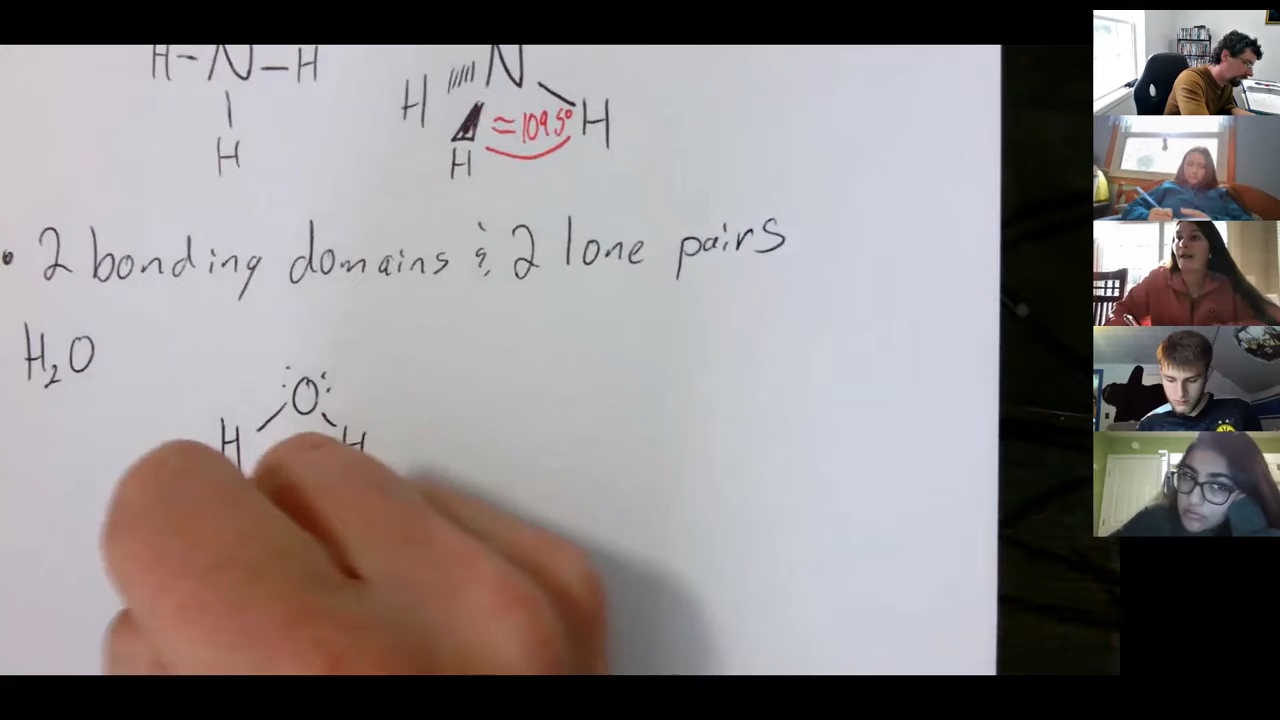 H-N-H
H
N
H
H
≈109.5°
H
• 2 bonding domains & 2 lone pairs
H₂O
:O:
H H